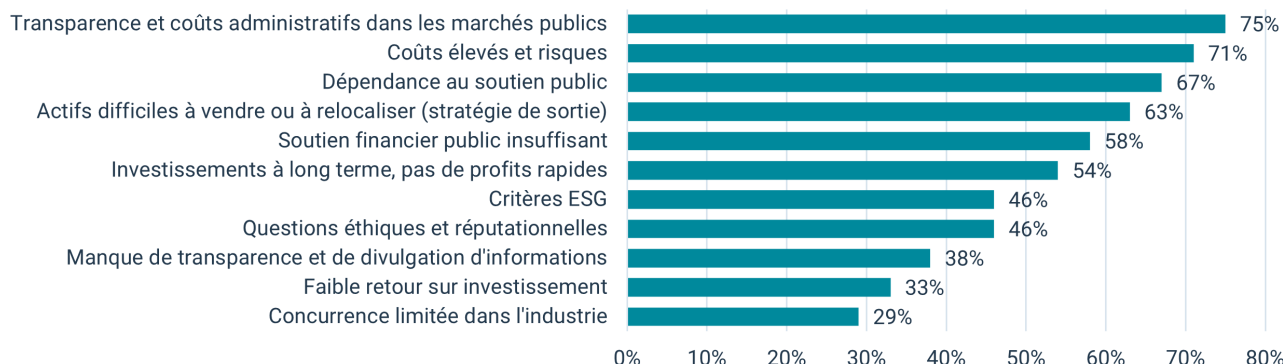 Transparence et coûts administratifs dans les marchés publics 75%
Coûts élevés et risques 71%
Dépendance au soutien public 67%
Actifs difficiles à vendre ou à relocaliser (stratégie de sortie) 63%
Soutien financier public insuffisant 58%
Investissements à long terme, pas de profits rapides 54%
Critères ESG 46%
Questions éthiques et réputationnelles 46%
Manque de transparence et de divulgation d'informations 38%
Faible retour sur investissement 33%
Concurrence limitée dans l'industrie 29%
0% 10% 20% 30% 40% 50% 60% 70% 80%